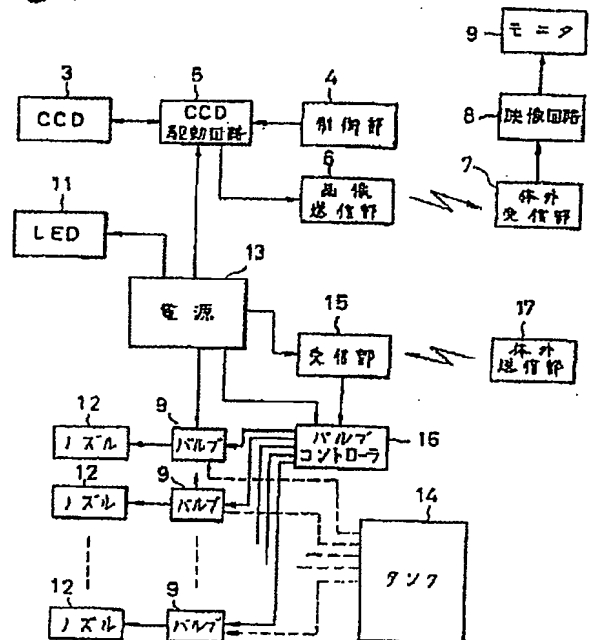 9
モニタ
3
CCD
5
CCD
駆動回路
4
制御部
8
映像回路
6
画像
送信部
7
体外
受信部
11
LED
13
電源
15
受信部
17
体外
送信部
12
ノズル
9
バルブ
バルブ
コントローラ
16
12
ノズル
9
バルブ
14
タンク
12
ノズル
9
バルブ